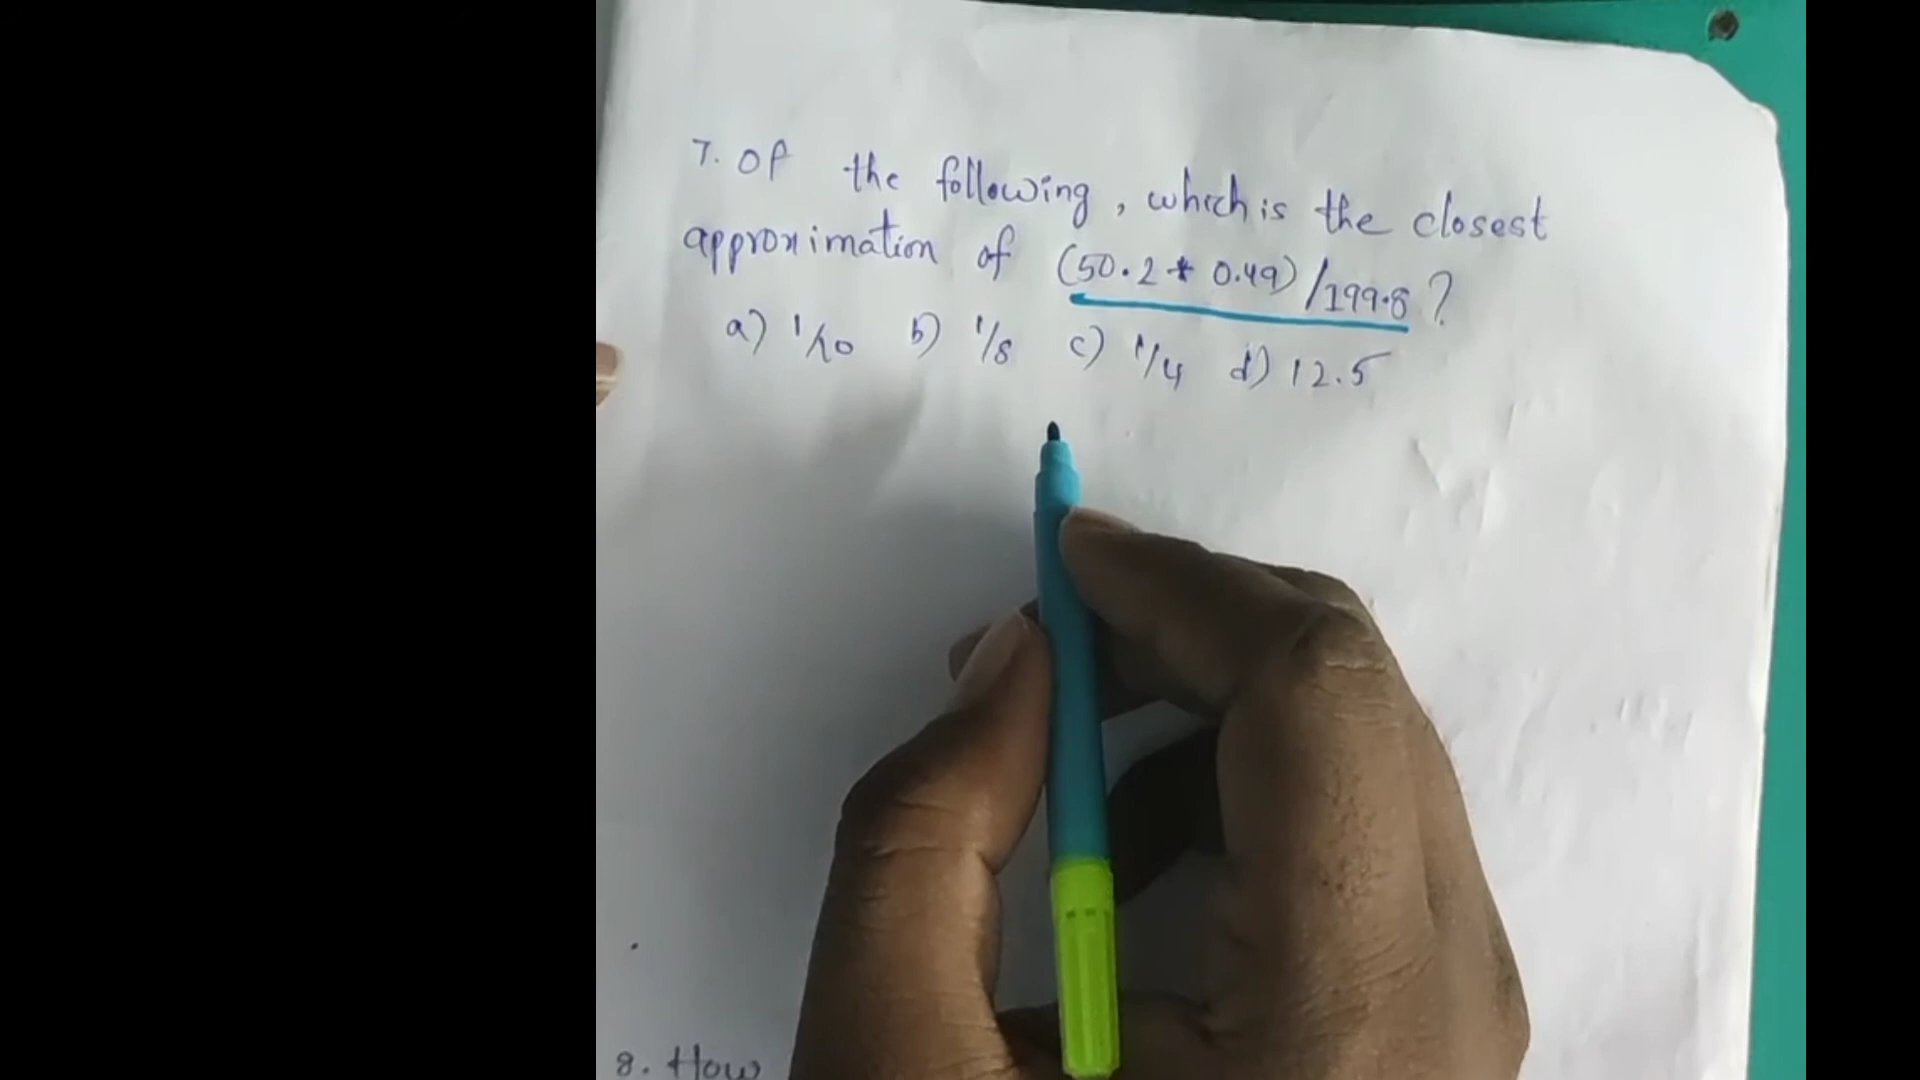 7. Of the following, which is the closest
approximation of (50.2 * 0.49) / 199.8 ?
a) 1/10 b) 1/8 c) 1/4 d) 12.5
8. How